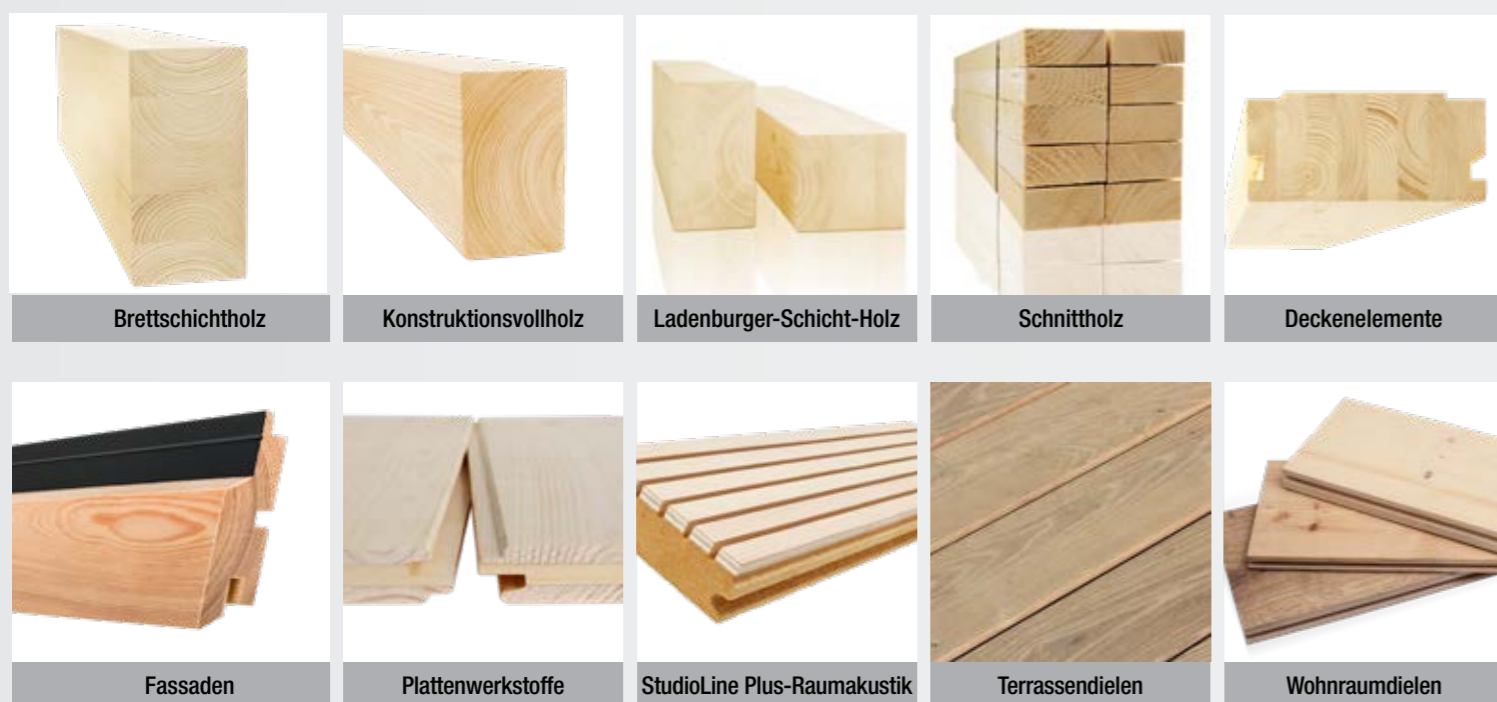 Brettschichtholz
Konstruktionsvollholz
Ladenburger-Schicht-Holz
Schnittholz
Deckenelemente
Fassaden
Plattenwerkstoffe
StudioLine Plus-Raumakustik
Terrassendielen
Wohnraumdielen